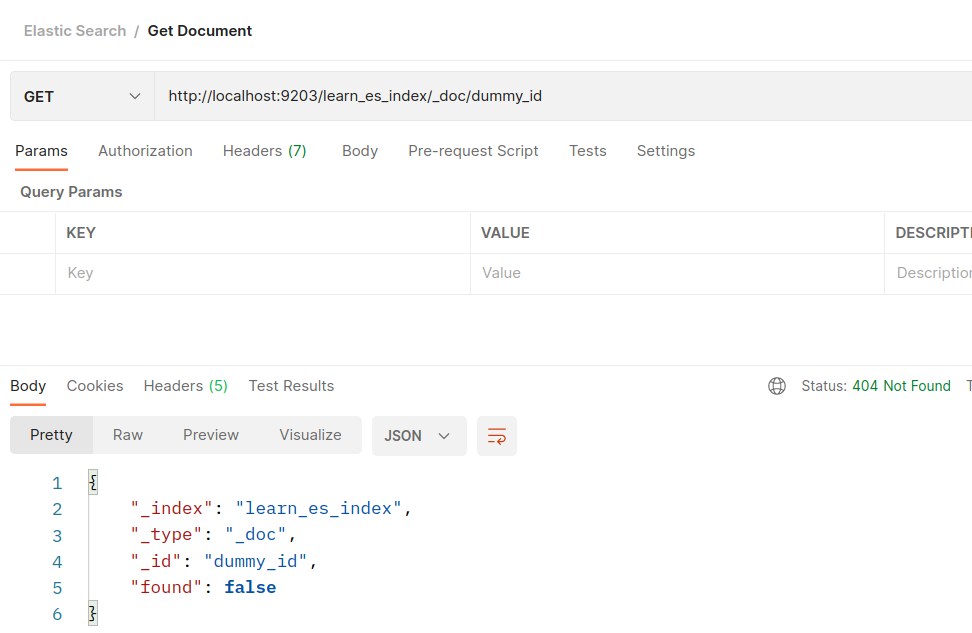 Elastic Search / Get Document
GET http://localhost:9203/learn_es_index/_doc/dummy_id
Params Authorization Headers (7) Body Pre-request Script Tests Settings
Query Params
KEY VALUE DESCRIPTI
Key Value Description
Body Cookies Headers (5) Test Results Status: 404 Not Found T
Pretty Raw Preview Visualize JSON
1 {
2 "_index": "learn_es_index",
3 "_type": "_doc",
4 "_id": "dummy_id",
5 "found": false
6 }